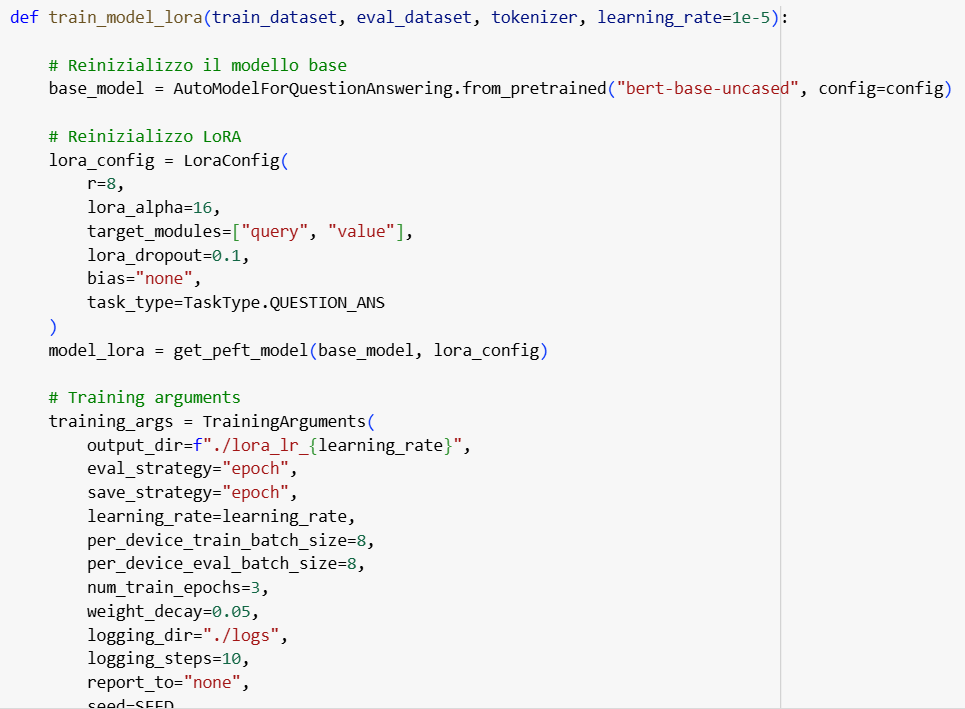 def train_model_lora(train_dataset, eval_dataset, tokenizer, learning_rate=1e-5):

    # Reinizializzo il modello base
    base_model = AutoModelForQuestionAnswering.from_pretrained("bert-base-uncased", config=config)

    # Reinizializzo LoRA
    lora_config = LoraConfig(
        r=8,
        lora_alpha=16,
        target_modules=["query", "value"],
        lora_dropout=0.1,
        bias="none",
        task_type=TaskType.QUESTION_ANS
    )
    model_lora = get_peft_model(base_model, lora_config)

    # Training arguments
    training_args = TrainingArguments(
        output_dir=f"./lora_lr_{learning_rate}",
        eval_strategy="epoch",
        save_strategy="epoch",
        learning_rate=learning_rate,
        per_device_train_batch_size=8,
        per_device_eval_batch_size=8,
        num_train_epochs=3,
        weight_decay=0.05,
        logging_dir="./logs",
        logging_steps=10,
        report_to="none",
        seed=SEED